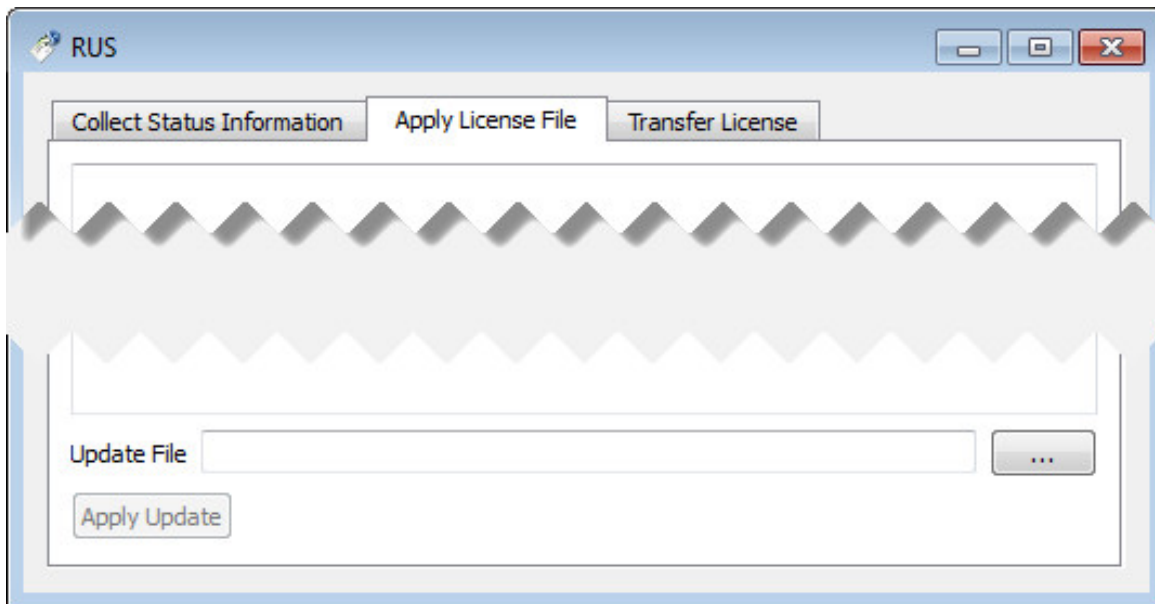 RUS
Collect Status Information Apply License File Transfer License
Update File ...
Apply Update